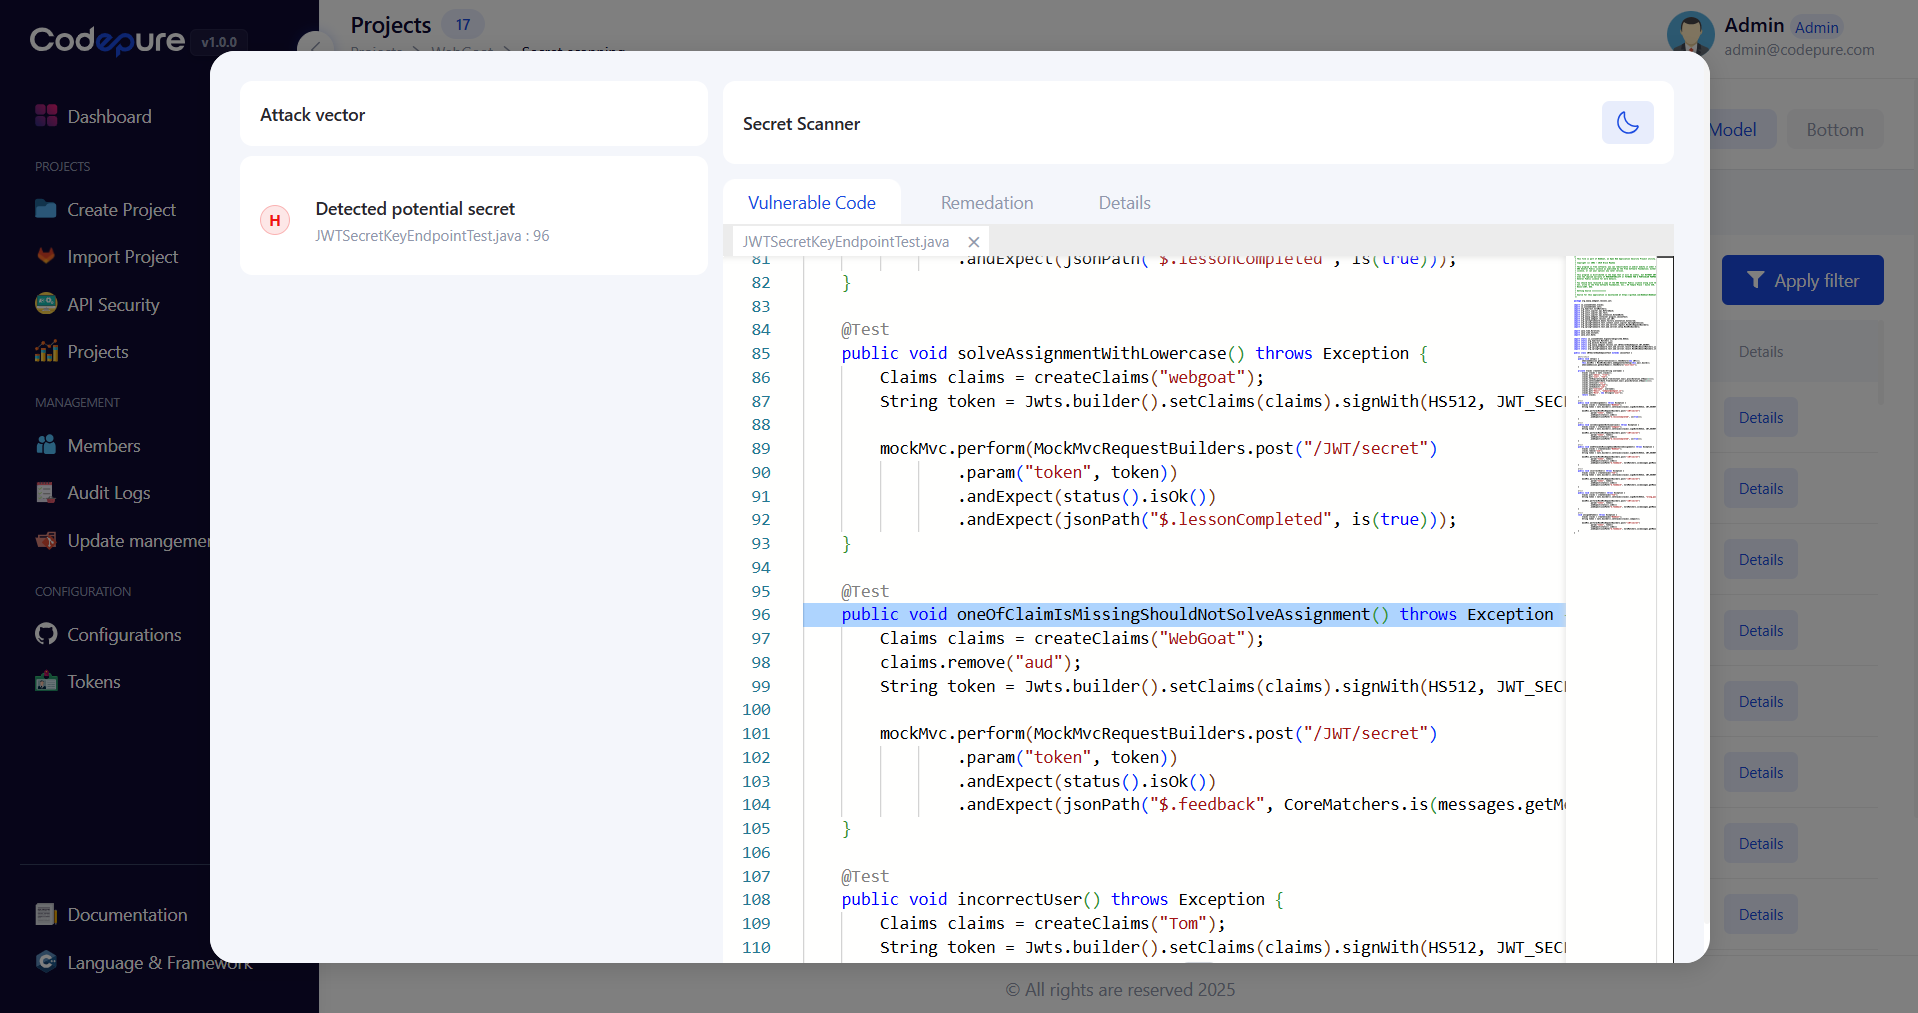 Codepure v1.0.0
Dashboard
PROJECTS
Create Project
Import Project
API Security
Projects
MANAGEMENT
Members
Audit Logs
Update mangemen
CONFIGURATION
Configurations
Tokens
Documentation
Language & Framework
Projects 17
Projects > WebGoat > Secret scanning
Admin Admin
admin@codepure.com
Model Bottom
Apply filter
Details
Details
Details
Details
Details
Details
Details
Details
Details
Attack vector
H
Detected potential secret
JWTSecretKeyEndpointTest.java : 96
Secret Scanner
Vulnerable Code Remedation Details
JWTSecretKeyEndpointTest.java
81 .andExpect(jsonPath("$.lessonCompleted", is(true)));
82 }
83
84 @Test
85 public void solveAssignmentWithLowercase() throws Exception {
86 Claims claims = createClaims("webgoat");
87 String token = Jwts.builder().setClaims(claims).signWith(HS512, JWT_SECR
88
89 mockMvc.perform(MockMvcRequestBuilders.post("/JWT/secret")
90 .param("token", token))
91 .andExpect(status().isOk())
92 .andExpect(jsonPath("$.lessonCompleted", is(true)));
93 }
94
95 @Test
96 public void oneOfClaimIsMissingShouldNotSolveAssignment() throws Exception {
97 Claims claims = createClaims("WebGoat");
98 claims.remove("aud");
99 String token = Jwts.builder().setClaims(claims).signWith(HS512, JWT_SECR
100
101 mockMvc.perform(MockMvcRequestBuilders.post("/JWT/secret")
102 .param("token", token))
103 .andExpect(status().isOk())
104 .andExpect(jsonPath("$.feedback", CoreMatchers.is(messages.getMe
105 }
106
107 @Test
108 public void incorrectUser() throws Exception {
109 Claims claims = createClaims("Tom");
110 String token = Jwts.builder().setClaims(claims).signWith(HS512, JWT_SECR
© All rights are reserved 2025